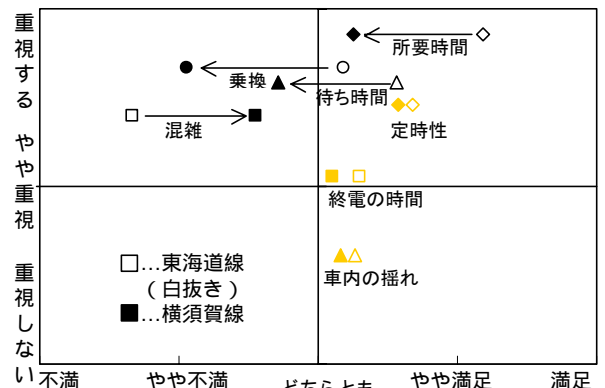 重視する やや重視 重視しない
所要時間
乗換
待ち時間
混雑
定時性
終電の時間
車内の揺れ
□…東海道線
(白抜き)
■…横須賀線
不満 やや不満 どちらとも やや満足 満足